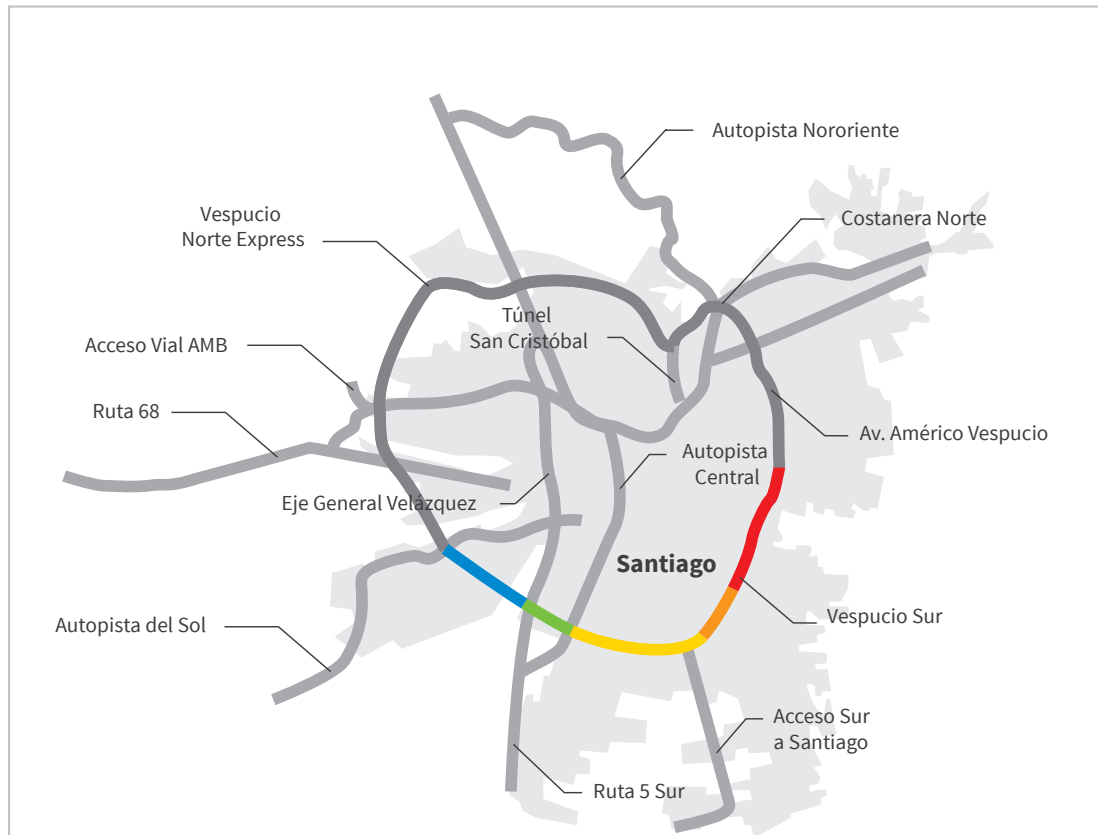 Autopista Nororiente
Vespucio
Norte Express
Costanera Norte
Túnel
San Cristóbal
Acceso Vial AMB
Ruta 68
Av. Américo Vespucio
Autopista
Central
Eje General Velázquez
Santiago
Vespucio Sur
Autopista del Sol
Acceso Sur
a Santiago
Ruta 5 Sur